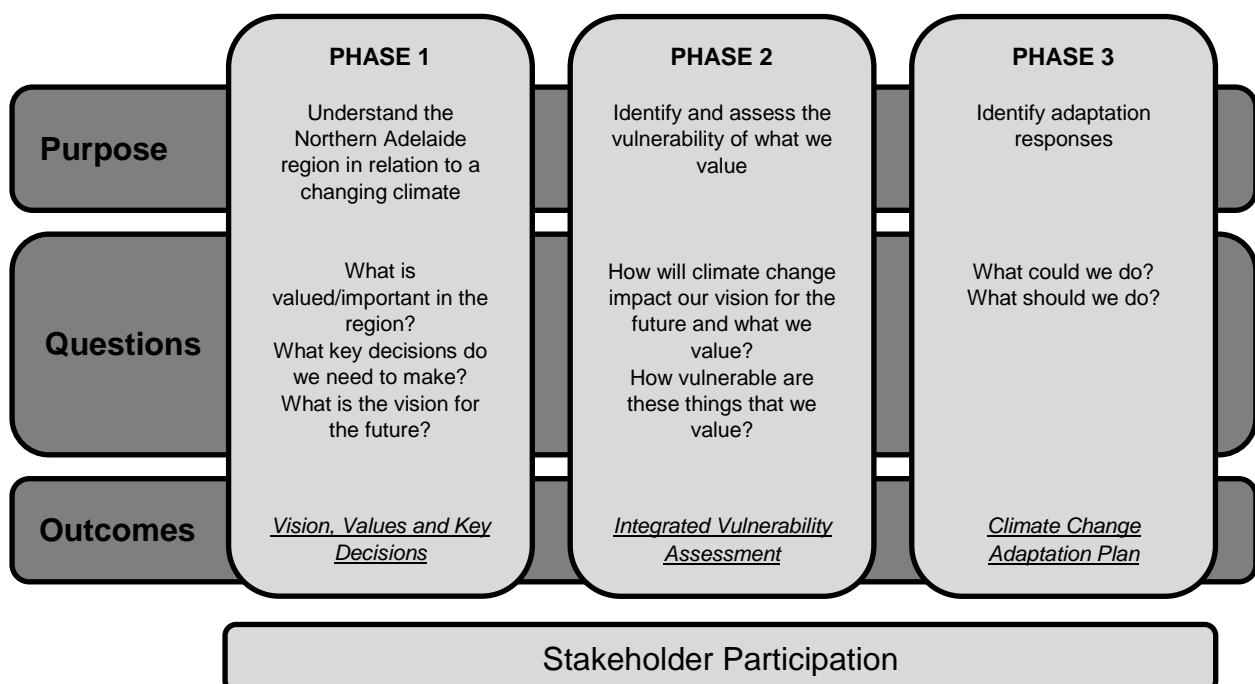 PHASE 1
PHASE 2
PHASE 3
Purpose
Understand the
Northern Adelaide
region in relation to a
changing climate
Identify and assess the
vulnerability of what we
value
Identify adaptation
responses
Questions
What is
valued/important in the
region?
What key decisions do
we need to make?
What is the vision for
the future?
How will climate change
impact our vision for the
future and what we
value?
How vulnerable are
these things that we
value?
What could we do?
What should we do?
Outcomes
Vision, Values and Key
Decisions
Integrated Vulnerability
Assessment
Climate Change
Adaptation Plan
Stakeholder Participation